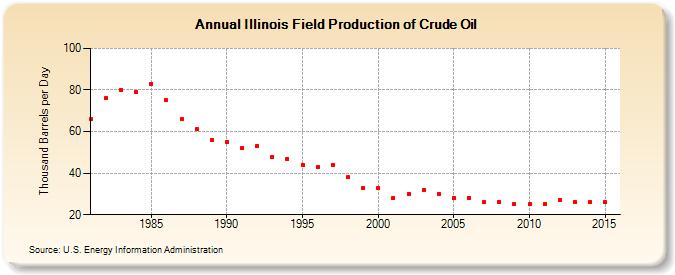 Annual Illinois Field Production of Crude Oil
Thousand Barrels per Day
100
80
60
40
20
1985 1990 1995 2000 2005 2010 2015
Source: U.S. Energy Information Administration